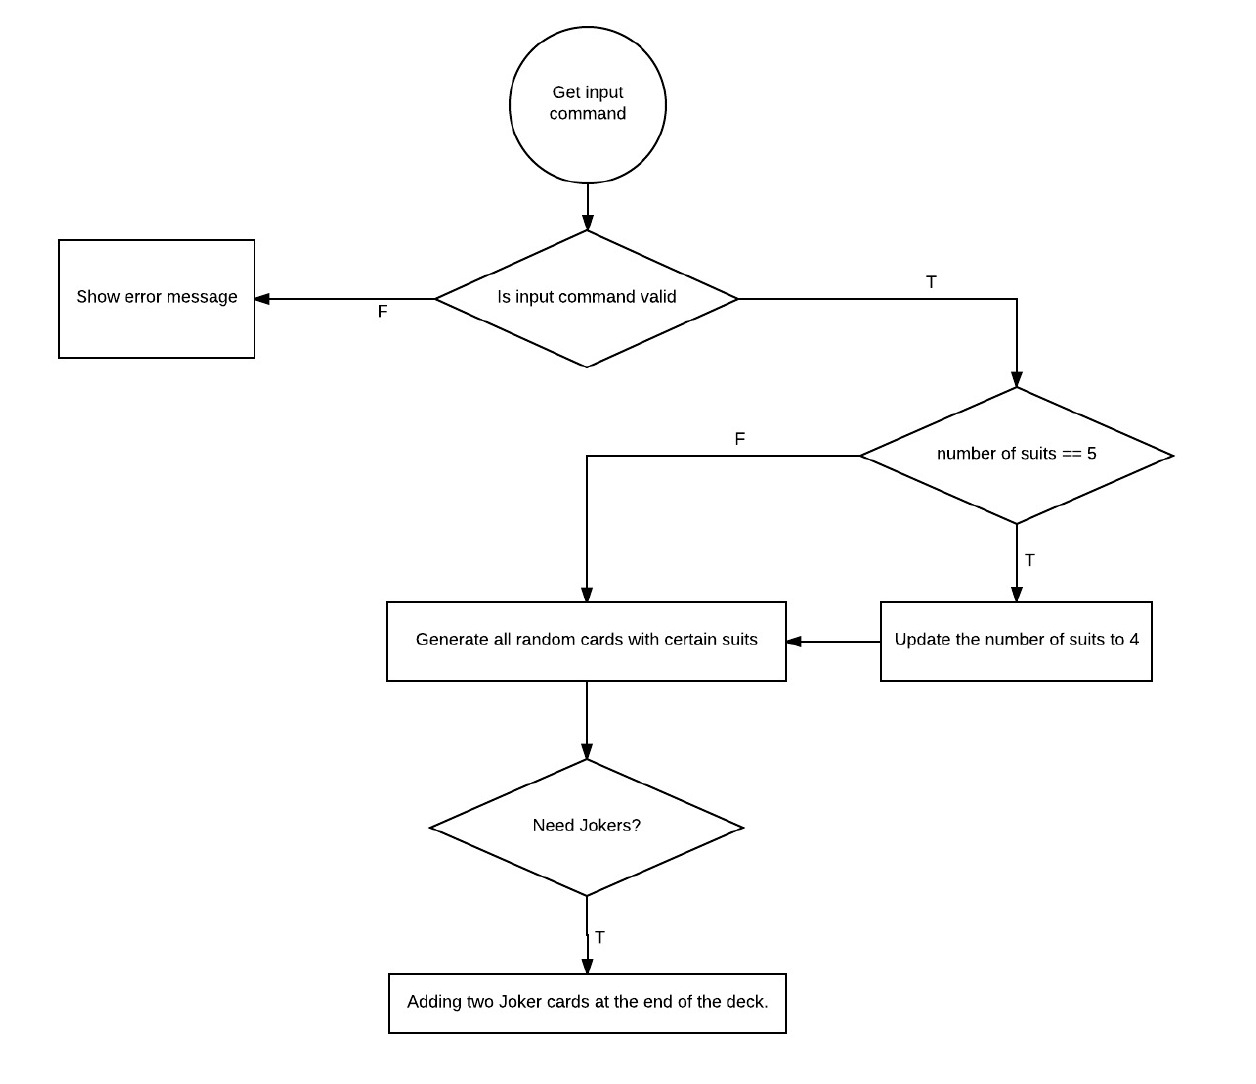 Get input
command
Show error message
F
Is input command valid
T
F
number of suits == 5
T
Generate all random cards with certain suits
Update the number of suits to 4
Need Jokers?
T
Adding two Joker cards at the end of the deck.